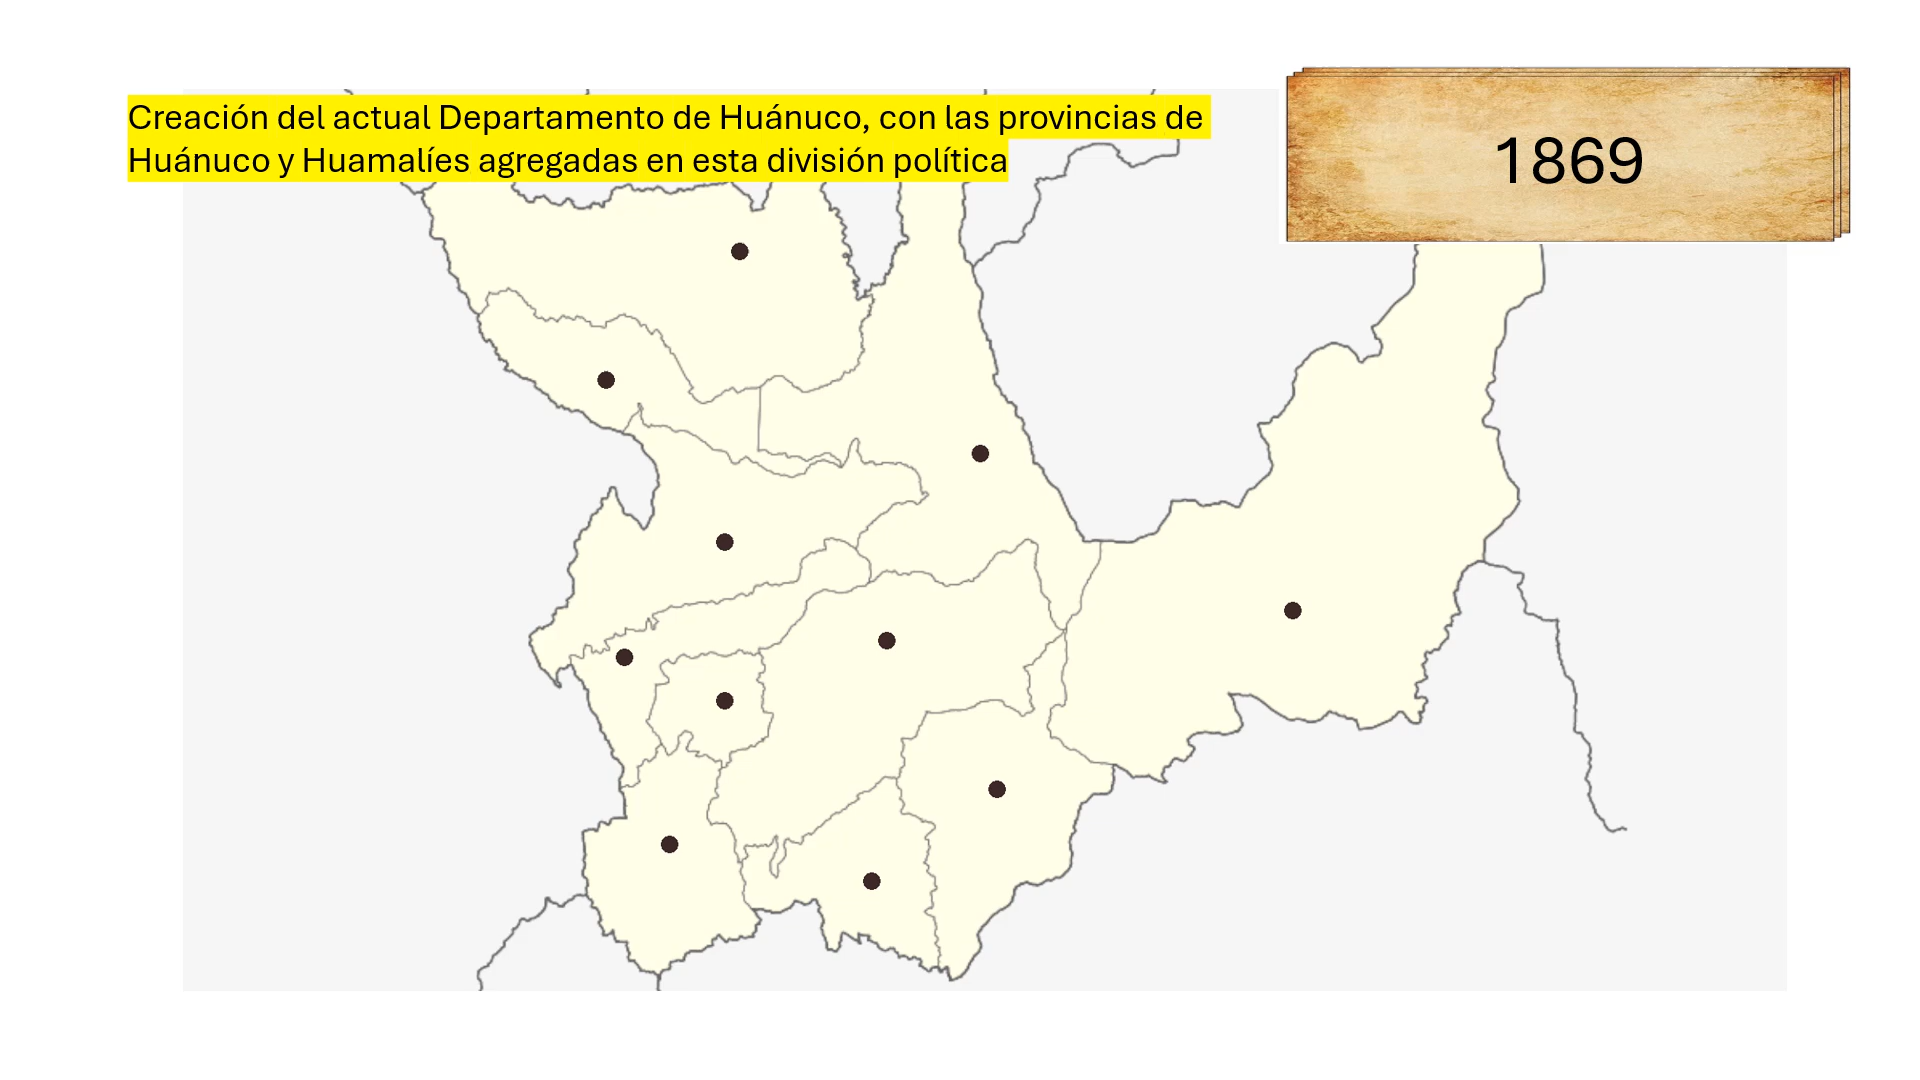 Creación del actual Departamento de Huánuco, con las provincias de
Huánuco y Huamalíes agregadas en esta división política
1869